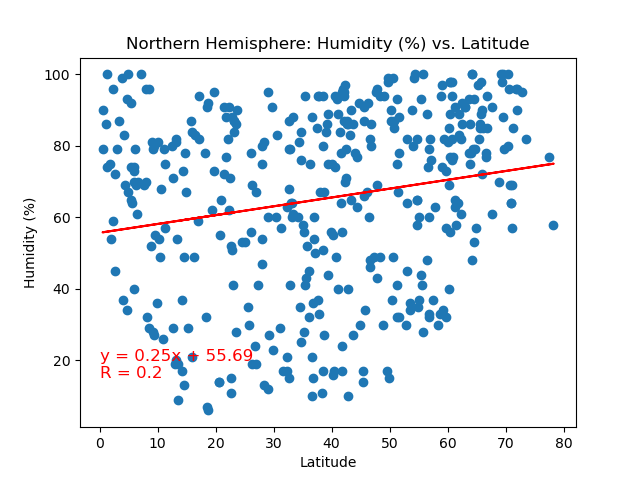 Northern Hemisphere: Humidity (%) vs. Latitude
100
80
60
40
20
Humidity (%)
y = 0.25x + 55.69
R = 0.2
0 10 20 30 40 50 60 70 80
Latitude